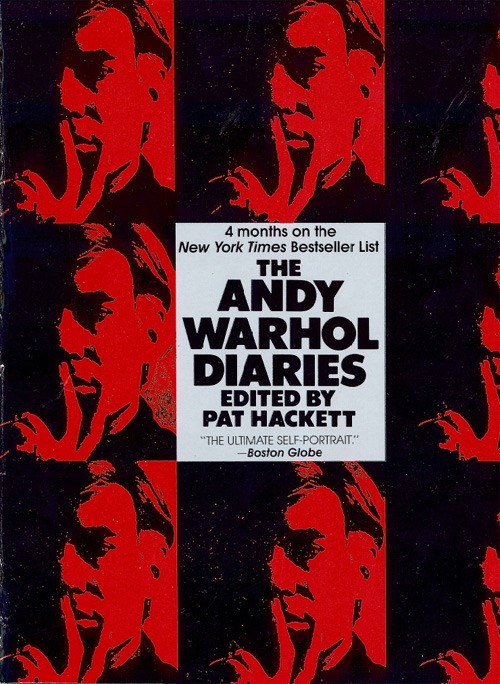 4 months on the
New York Times Bestseller List
THE
ANDY
WARHOL
DIARIES
EDITED BY
PAT HACKETT
"THE ULTIMATE SELF-PORTRAIT."
—Boston Globe